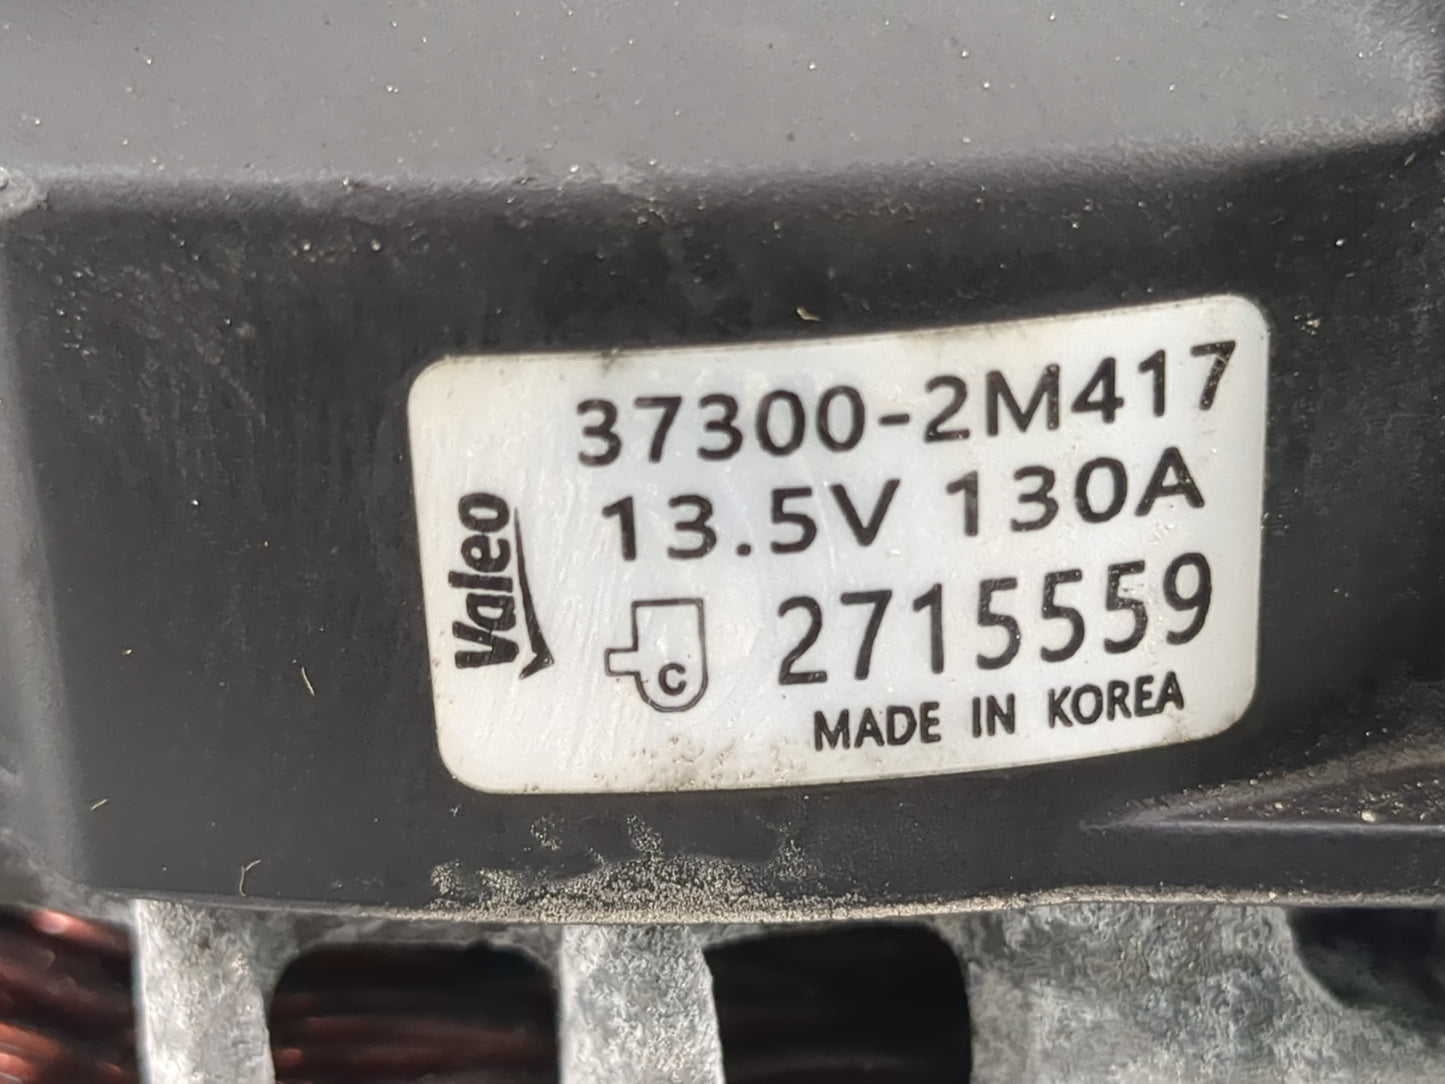 37300-2M417
13.5V 130A
Valeo
C
2715559
MADE IN KOREA